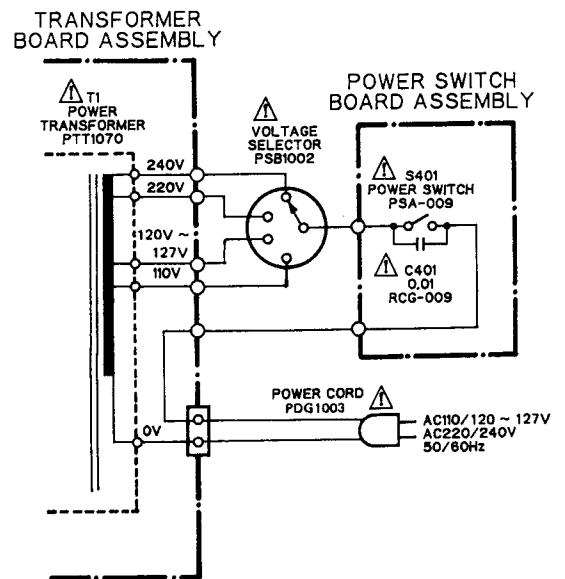 TRANSFORMER
BOARD ASSEMBLY
T1
POWER
TRANSFORMER
PTT1070
VOLTAGE
SELECTOR
PSB1002
POWER SWITCH
BOARD ASSEMBLY
S401
POWER SWITCH
PSA-009
C401
0.01
RCG-009
240V
220V
120V ~
127V
110V
0V
POWER CORD
PDG1003
AC110/120 ~ 127V
AC220/240V
50/60Hz